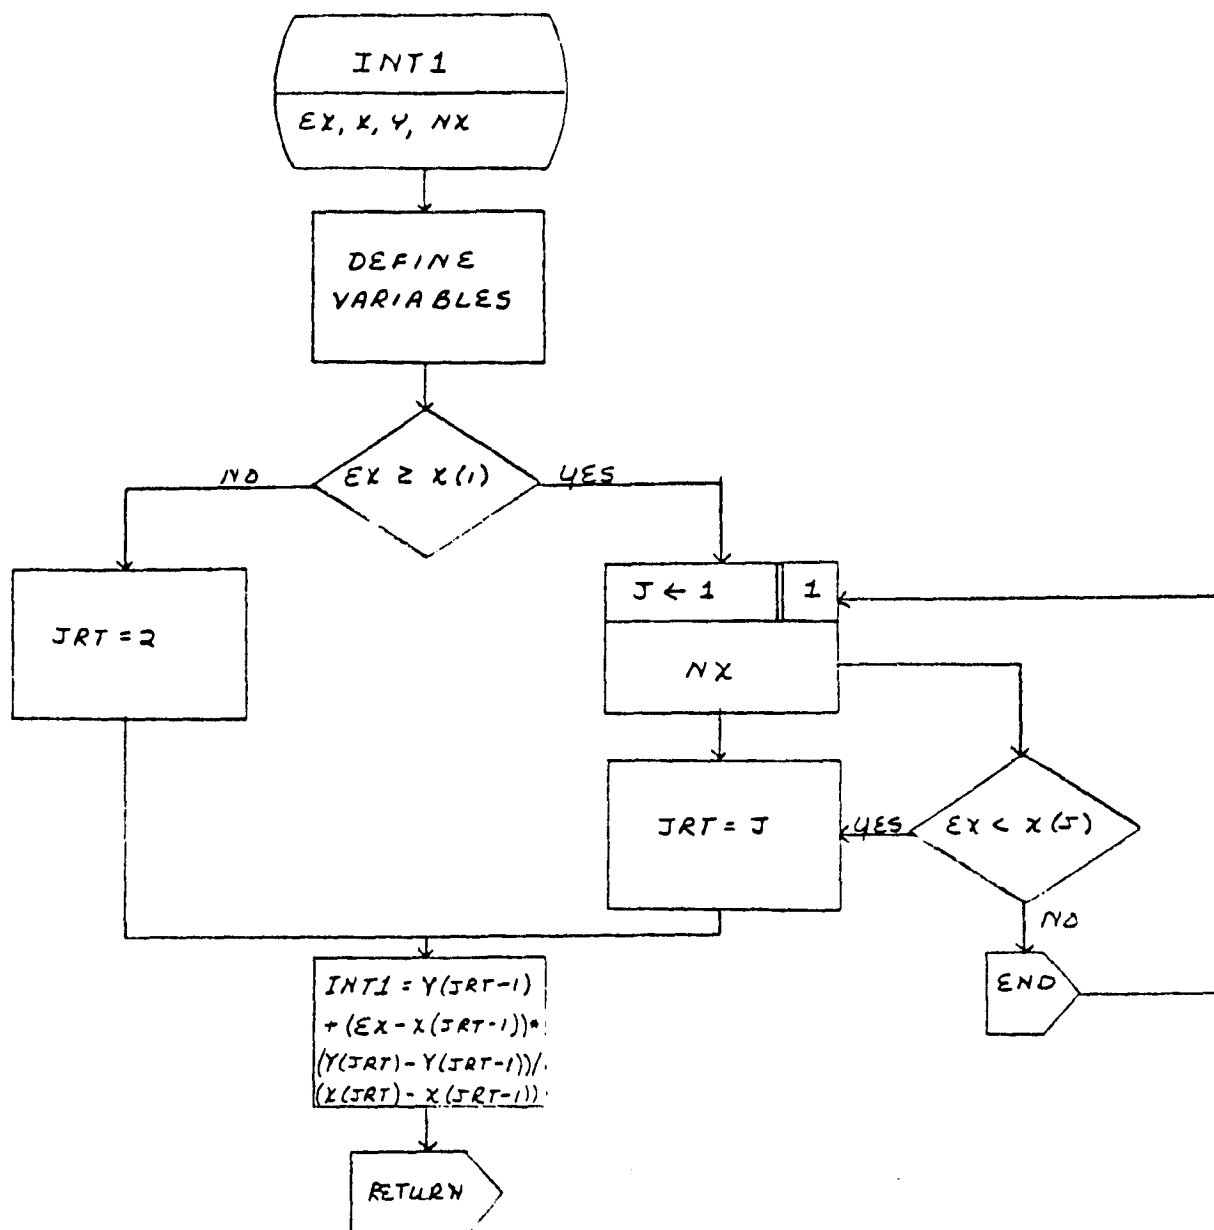 INT1
EX, X, Y, NX
DEFINE
VARIABLES
EX ≥ X(1)
NO
YES
JRT = 2
J ← 1
1
NX
JRT = J
YES
EX < X(J)
NO
END
INT1 = Y(JRT-1)
+ (EX - X(JRT-1))*
(Y(JRT) - Y(JRT-1))/
(X(JRT) - X(JRT-1))
RETURN